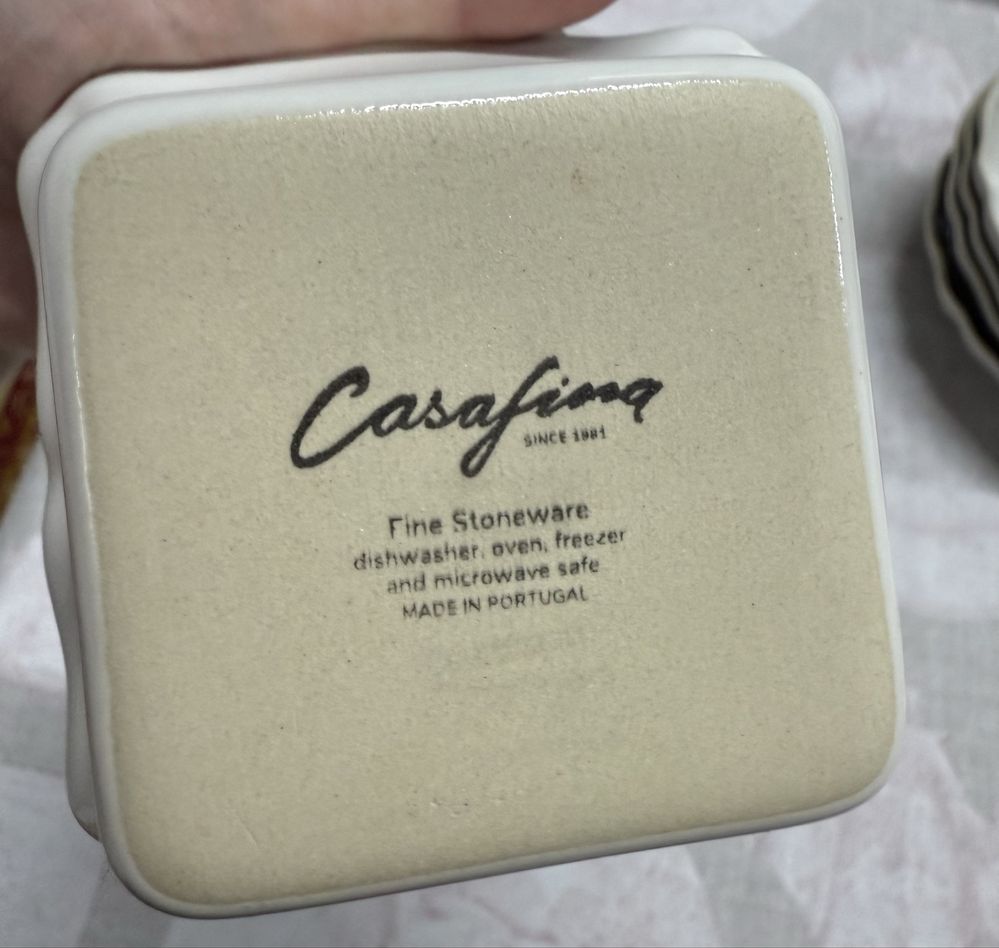 Casafina
SINCE 1981
Fine Stoneware
dishwasher, oven, freezer
and microwave safe
MADE IN PORTUGAL